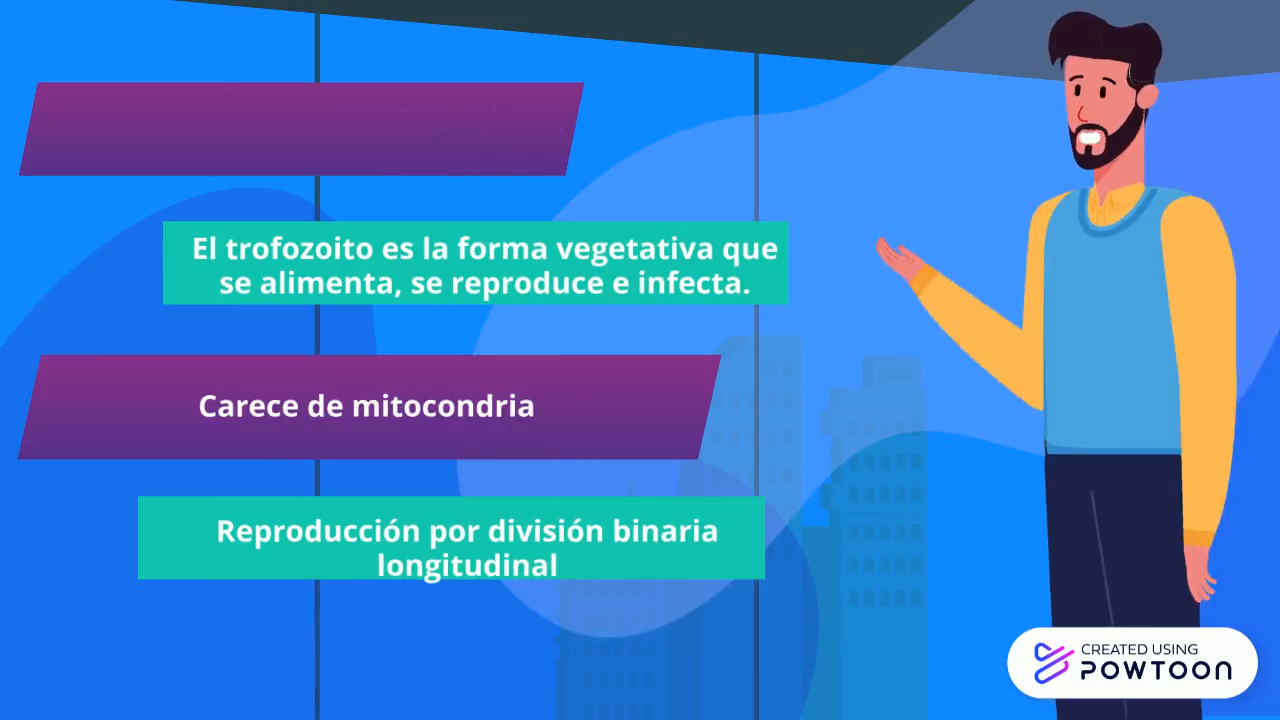 El trofozoito es la forma vegetativa que
se alimenta, se reproduce e infecta.
Carece de mitocondria
Reproducción por división binaria
longitudinal
CREATED USING
POWTOON